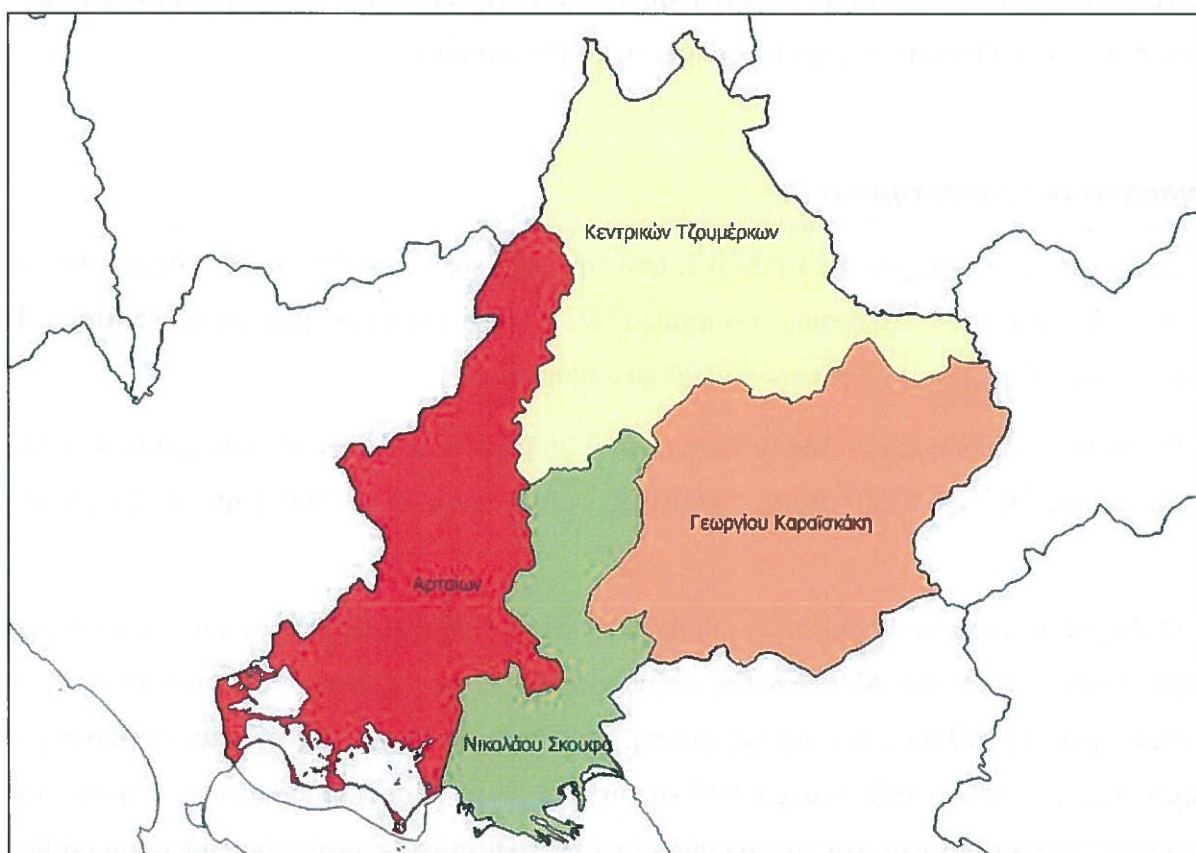 Κεντρικών Τζουμέρκων
Γεωργίου Καραϊσκάκη
Αρταίων
Νικολάου Σκουφά